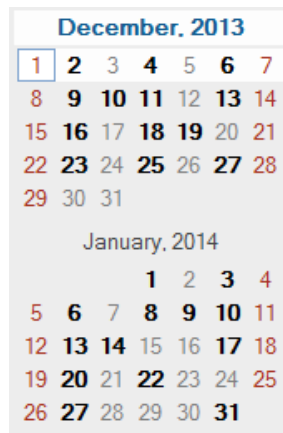 December, 2013
1 2 3 4 5 6 7
8 9 10 11 12 13 14
15 16 17 18 19 20 21
22 23 24 25 26 27 28
29 30 31
January, 2014
1 2 3 4
5 6 7 8 9 10 11
12 13 14 15 16 17 18
19 20 21 22 23 24 25
26 27 28 29 30 31